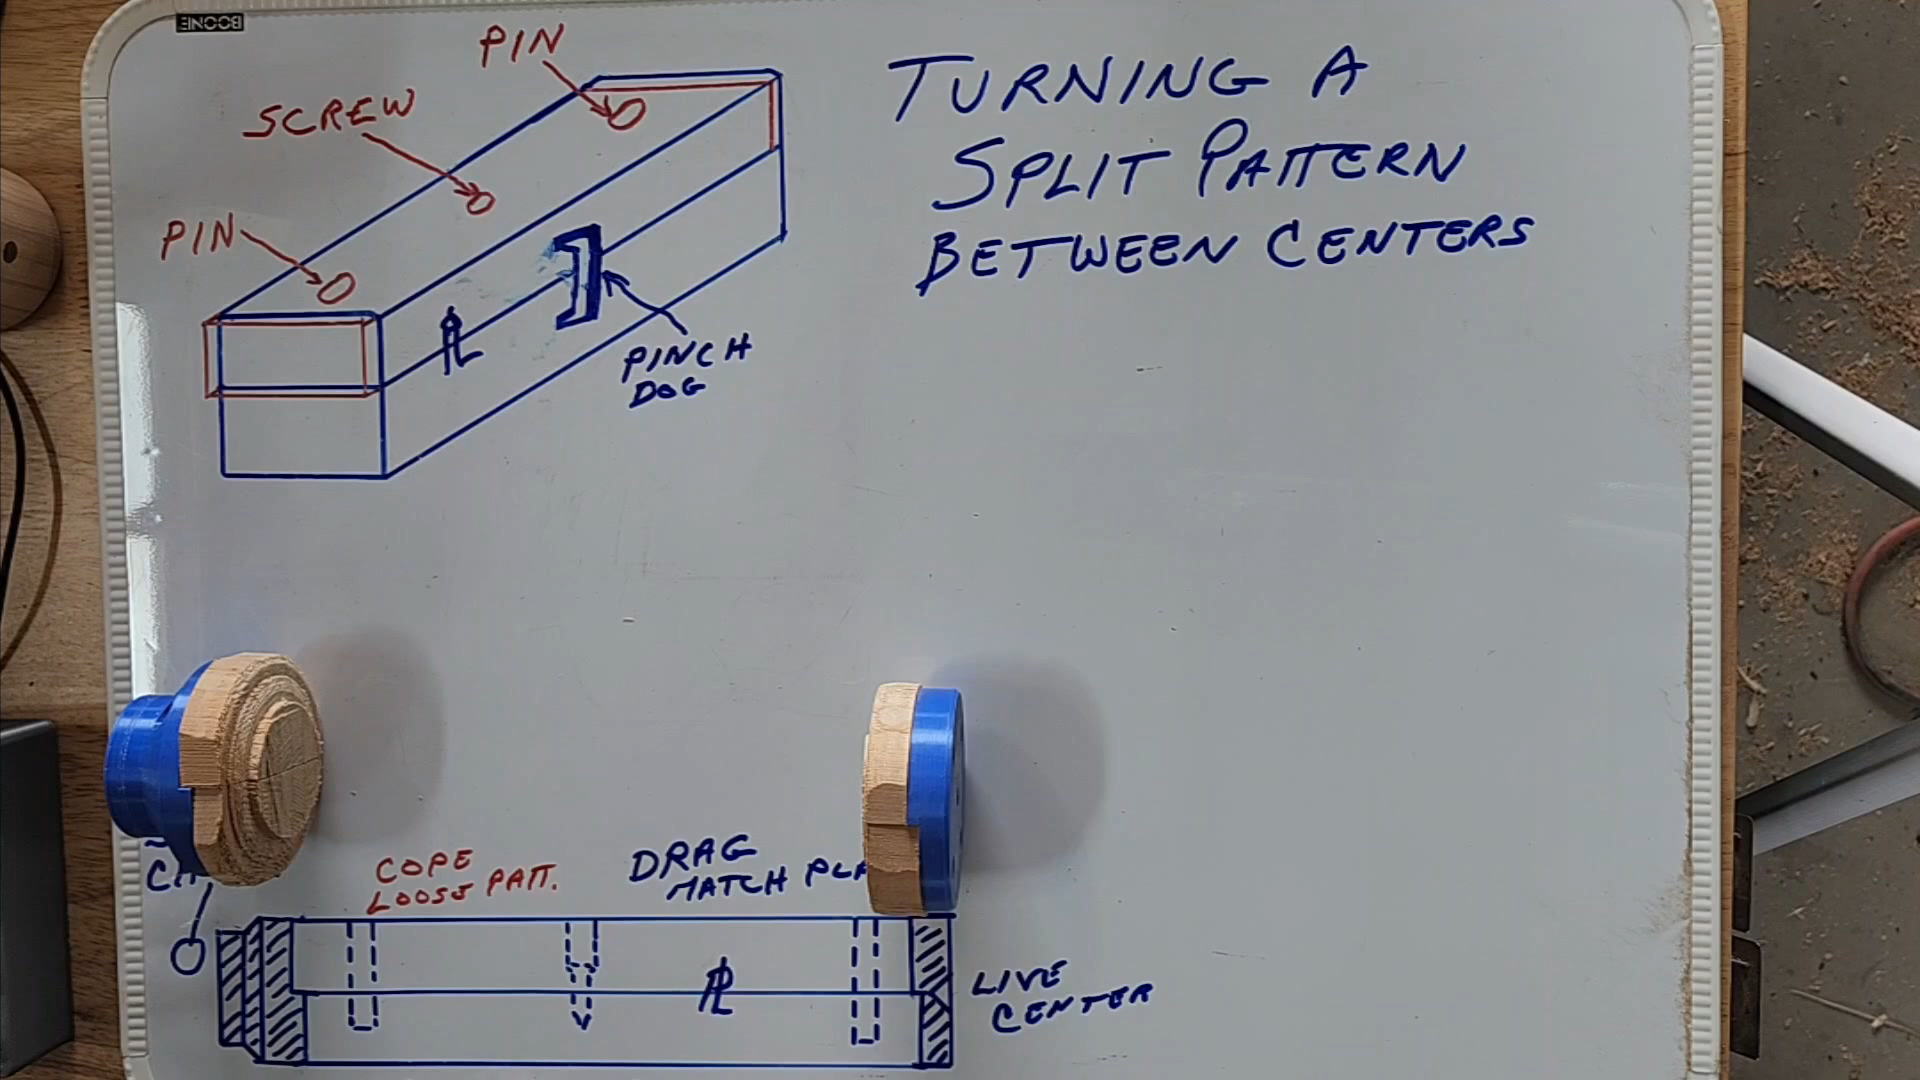 BOONE
PIN
SCREW
PIN
PINCH
DOG
TURNING A
SPLIT PATTERN
BETWEEN CENTERS
COPE
LOOSE PATT.
DRAG
MATCH
PL
LIVE
CENTER